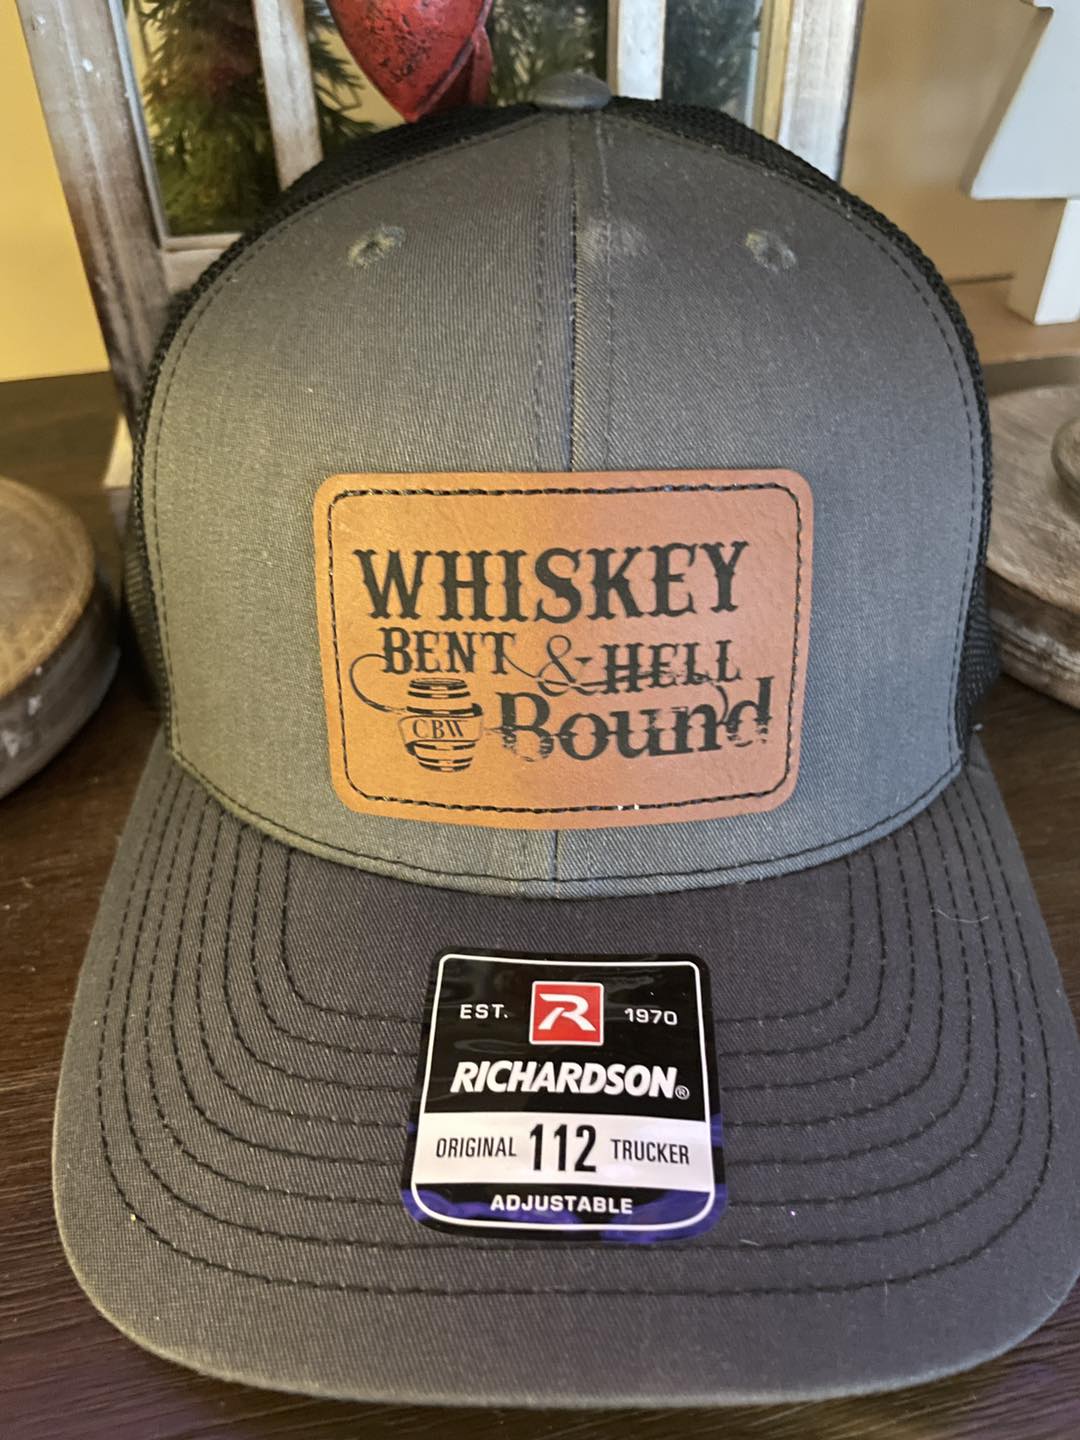 WHISKEY
BENT & HELL
CBW Bound
EST. R 1970
RICHARDSON®
ORIGINAL 112 TRUCKER
ADJUSTABLE